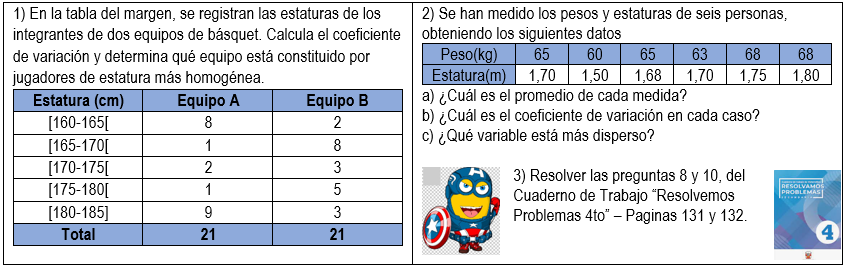 1) En la tabla del margen, se registran las estaturas de los
integrantes de dos equipos de básquet. Calcula el coeficiente
de variación y determina qué equipo está constituido por
jugadores de estatura más homogénea.
Estatura (cm) Equipo A Equipo B
[160-165[ 8 2
[165-170[ 1 8
[170-175[ 2 3
[175-180[ 1 5
[180-185] 9 3
Total 21 21
2) Se han medido los pesos y estaturas de seis personas,
obteniendo los siguientes datos
Peso(kg) 65 60 65 63 68 68
Estatura(m) 1,70 1,50 1,68 1,70 1,75 1,80
a) ¿Cuál es el promedio de cada medida?
b) ¿Cuál es el coeficiente de variación en cada caso?
c) ¿Qué variable está más disperso?
3) Resolver las preguntas 8 y 10, del
Cuaderno de Trabajo “Resolvemos
Problemas 4to” – Paginas 131 y 132.
RESOLVAMOS
PROBLEMAS
4